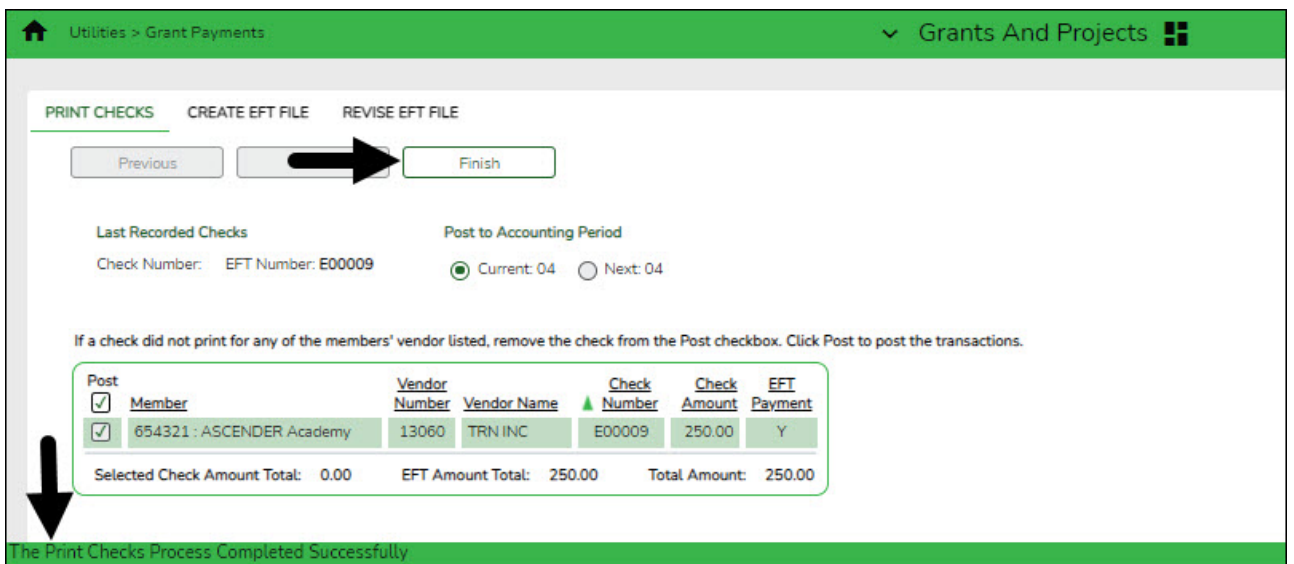 Utilities > Grant Payments
Grants And Projects
PRINT CHECKS CREATE EFT FILE REVISE EFT FILE
Previous Finish
Last Recorded Checks Post to Accounting Period
Check Number: EFT Number: E00009 Current: 04 Next: 04
If a check did not print for any of the members' vendor listed, remove the check from the Post checkbox. Click Post to post the transactions.
Post Vendor Check Check EFT
Member Number Vendor Name Number Amount Payment
654321 : ASCENDER Academy 13060 TRN INC E00009 250.00 Y
Selected Check Amount Total: 0.00 EFT Amount Total: 250.00 Total Amount: 250.00
The Print Checks Process Completed Successfully